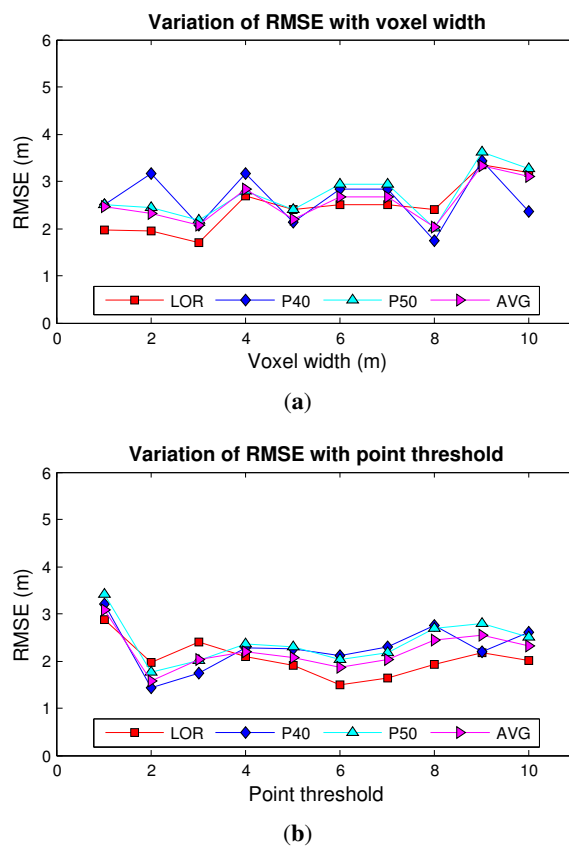 Variation of RMSE with voxel width
6
5
4
3
2
1
0
RMSE (m)
LOR P40 P50 AVG
0 2 4 6 8 10
Voxel width (m)
(a)
Variation of RMSE with point threshold
6
5
4
3
2
1
0
RMSE (m)
LOR P40 P50 AVG
0 2 4 6 8 10
Point threshold
(b)